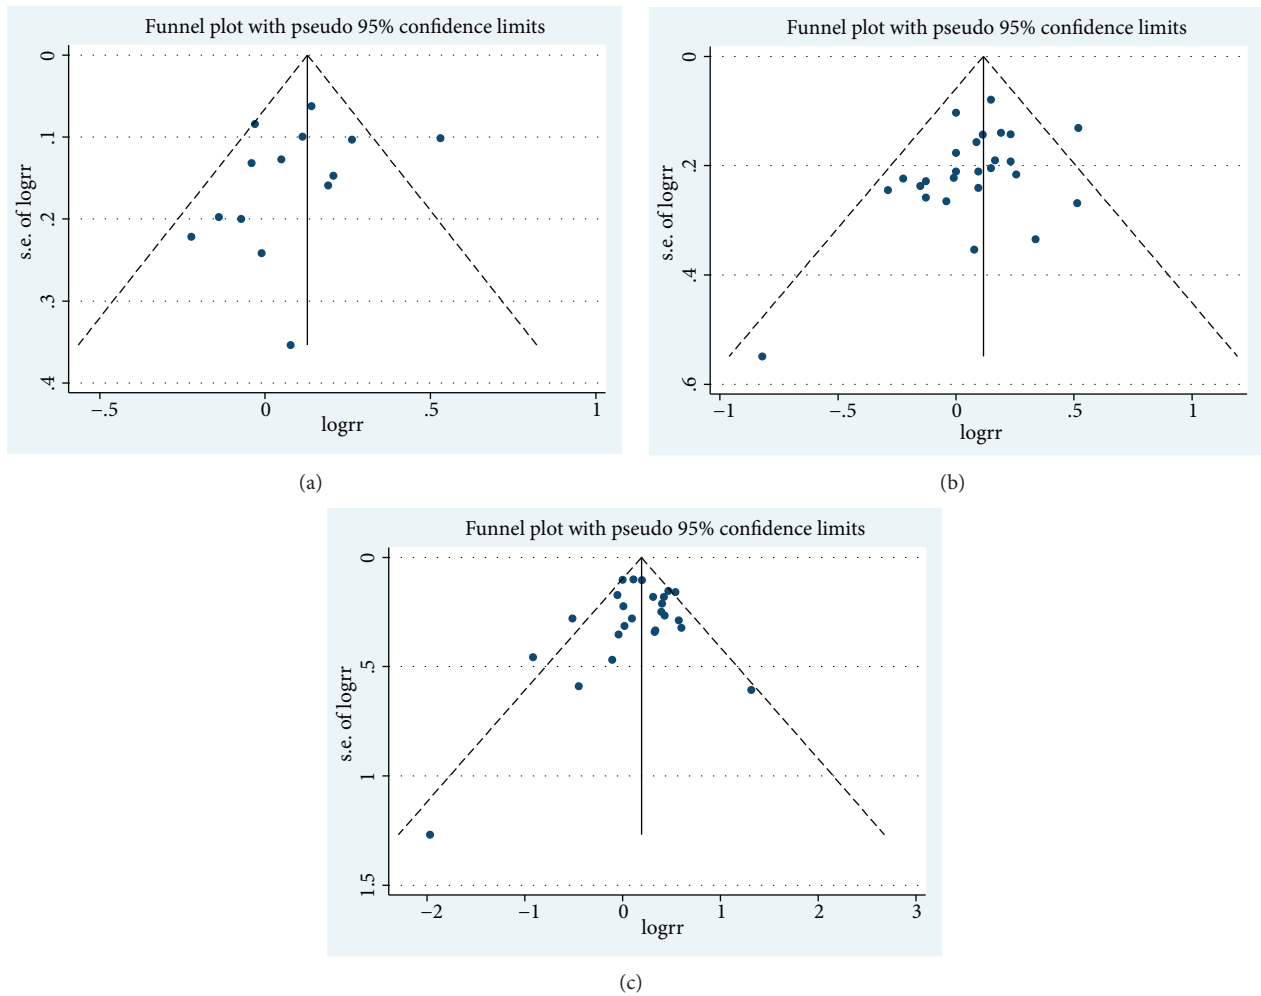 Funnel plot with pseudo 95% confidence limits
0
.1
.2
.3
.4
s.e. of logrr
−.5 0 .5 1
logrr
(a)
Funnel plot with pseudo 95% confidence limits
0
.2
.4
.6
s.e. of logrr
−1 −.5 0 .5 1
logrr
(b)
Funnel plot with pseudo 95% confidence limits
0
.5
1
1.5
s.e. of logrr
−2 −1 0 1 2 3
logrr
(c)